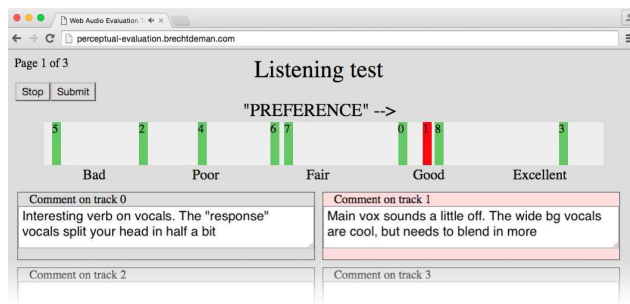 Web Audio Evaluation T
perceptual-evaluation.brechtdeman.com
Page 1 of 3
Listening test
Stop Submit
"PREFERENCE" -->
5 2 4 6 7 0 1 8 3
Bad Poor Fair Good Excellent
Comment on track 0
Interesting verb on vocals. The "response"
vocals split your head in half a bit
Comment on track 1
Main vox sounds a little off. The wide bg vocals
are cool, but needs to blend in more
Comment on track 2
Comment on track 3